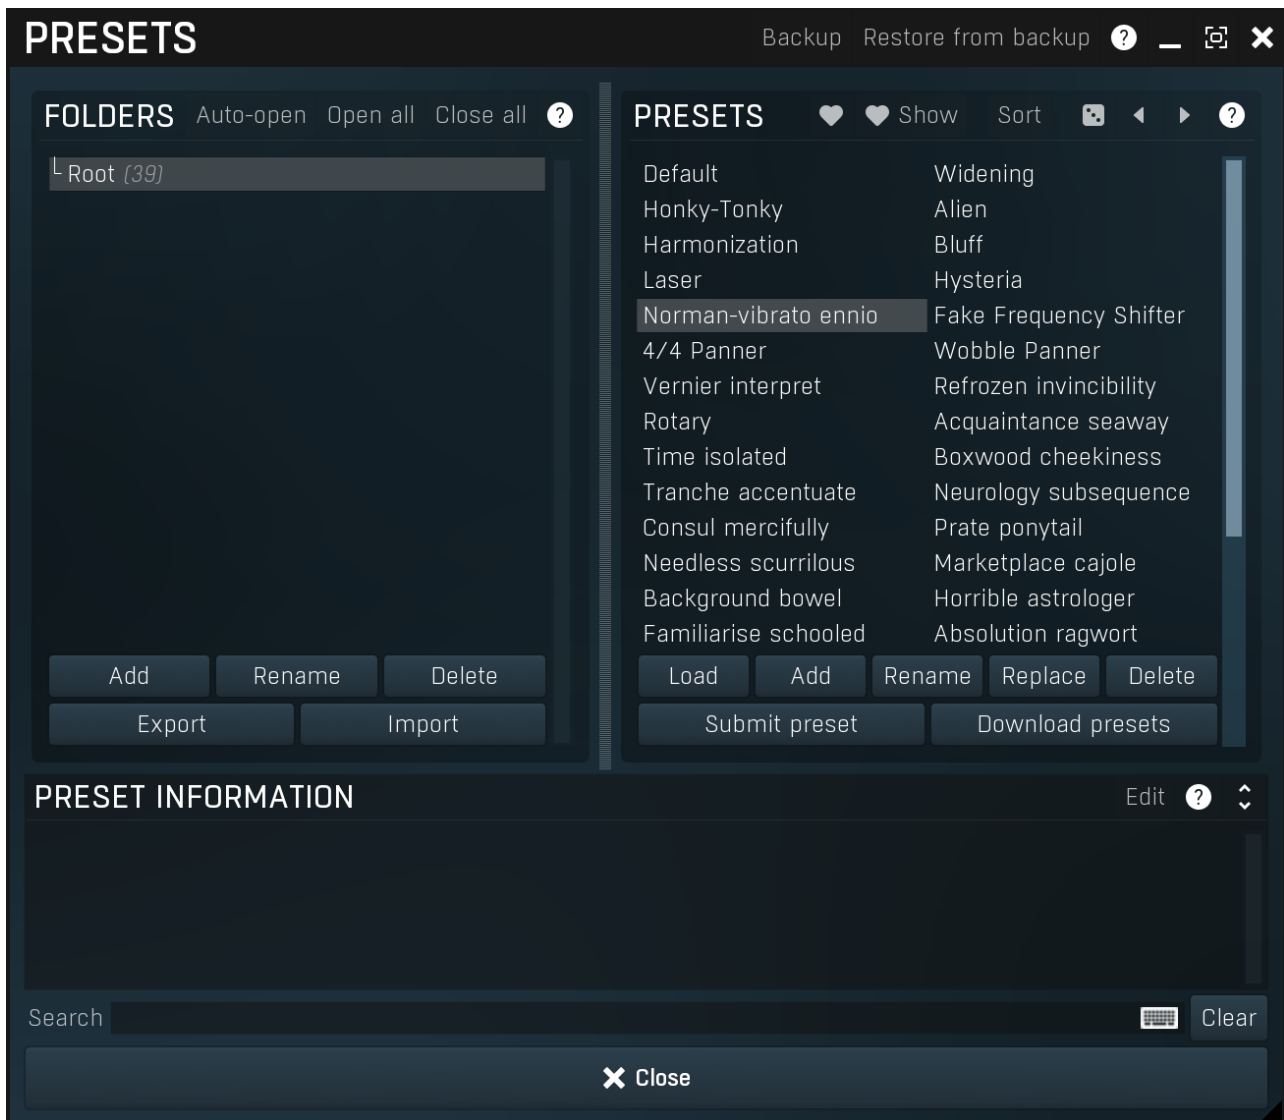 PRESETS Backup Restore from backup ?
FOLDERS Auto-open Open all Close all ?
Root (39)
Add Rename Delete
Export Import
PRESETS Show Sort ?
Default Widening
Honky-Tonky Alien
Harmonization Bluff
Laser Hysteria
Norman-vibrato ennio Fake Frequency Shifter
4/4 Panner Wobble Panner
Vernier interpret Refrozen invincibility
Rotary Acquaintance seaway
Time isolated Boxwood cheekiness
Tranche accentuate Neurology subsequence
Consul mercifully Prate ponytail
Needless scurrilous Marketplace cajole
Background bowel Horrible astrologer
Familiarise schooled Absolution ragwort
Load Add Rename Replace Delete
Submit preset Download presets
PRESET INFORMATION Edit ?
Search Clear
Close